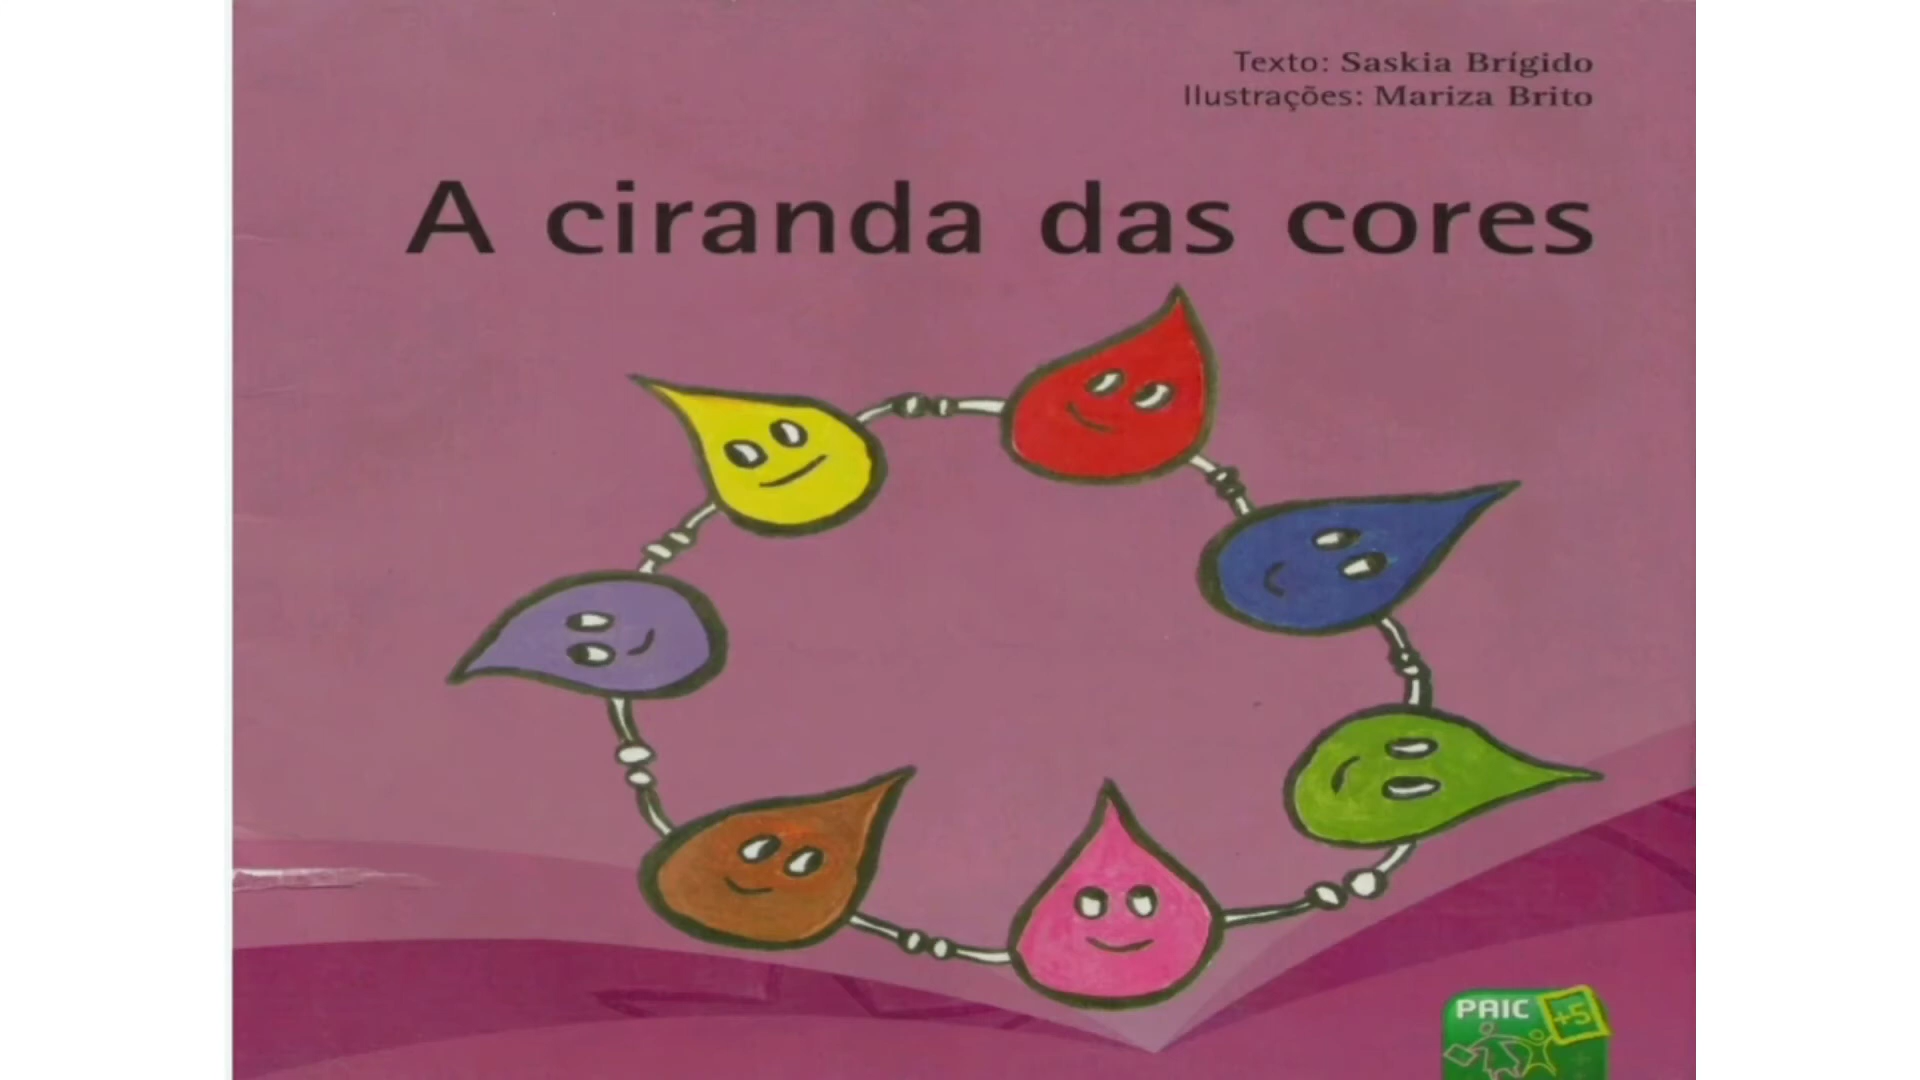 Texto: Saskia Brígido
Ilustrações: Mariza Brito
A ciranda das cores
PAIC
+5